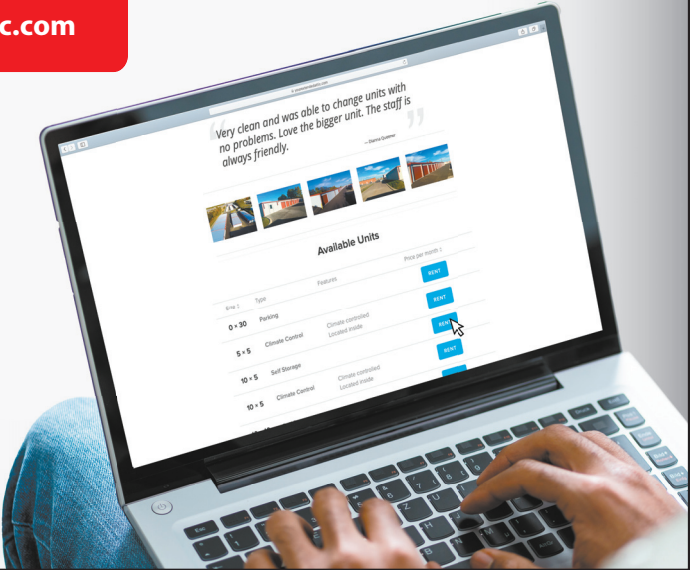 c.com
Very clean and was able to change units with
no problems. Love the bigger unit. The staff is
always friendly.
Available Units
Size Type Features Price per month
0 × 30 Parking RENT
5 × 5 Climate Control Climate controlled RENT
Located inside
10 × 5 Self Storage RENT
10 × 5 Climate Control Climate controlled RENT
Located inside
Esc